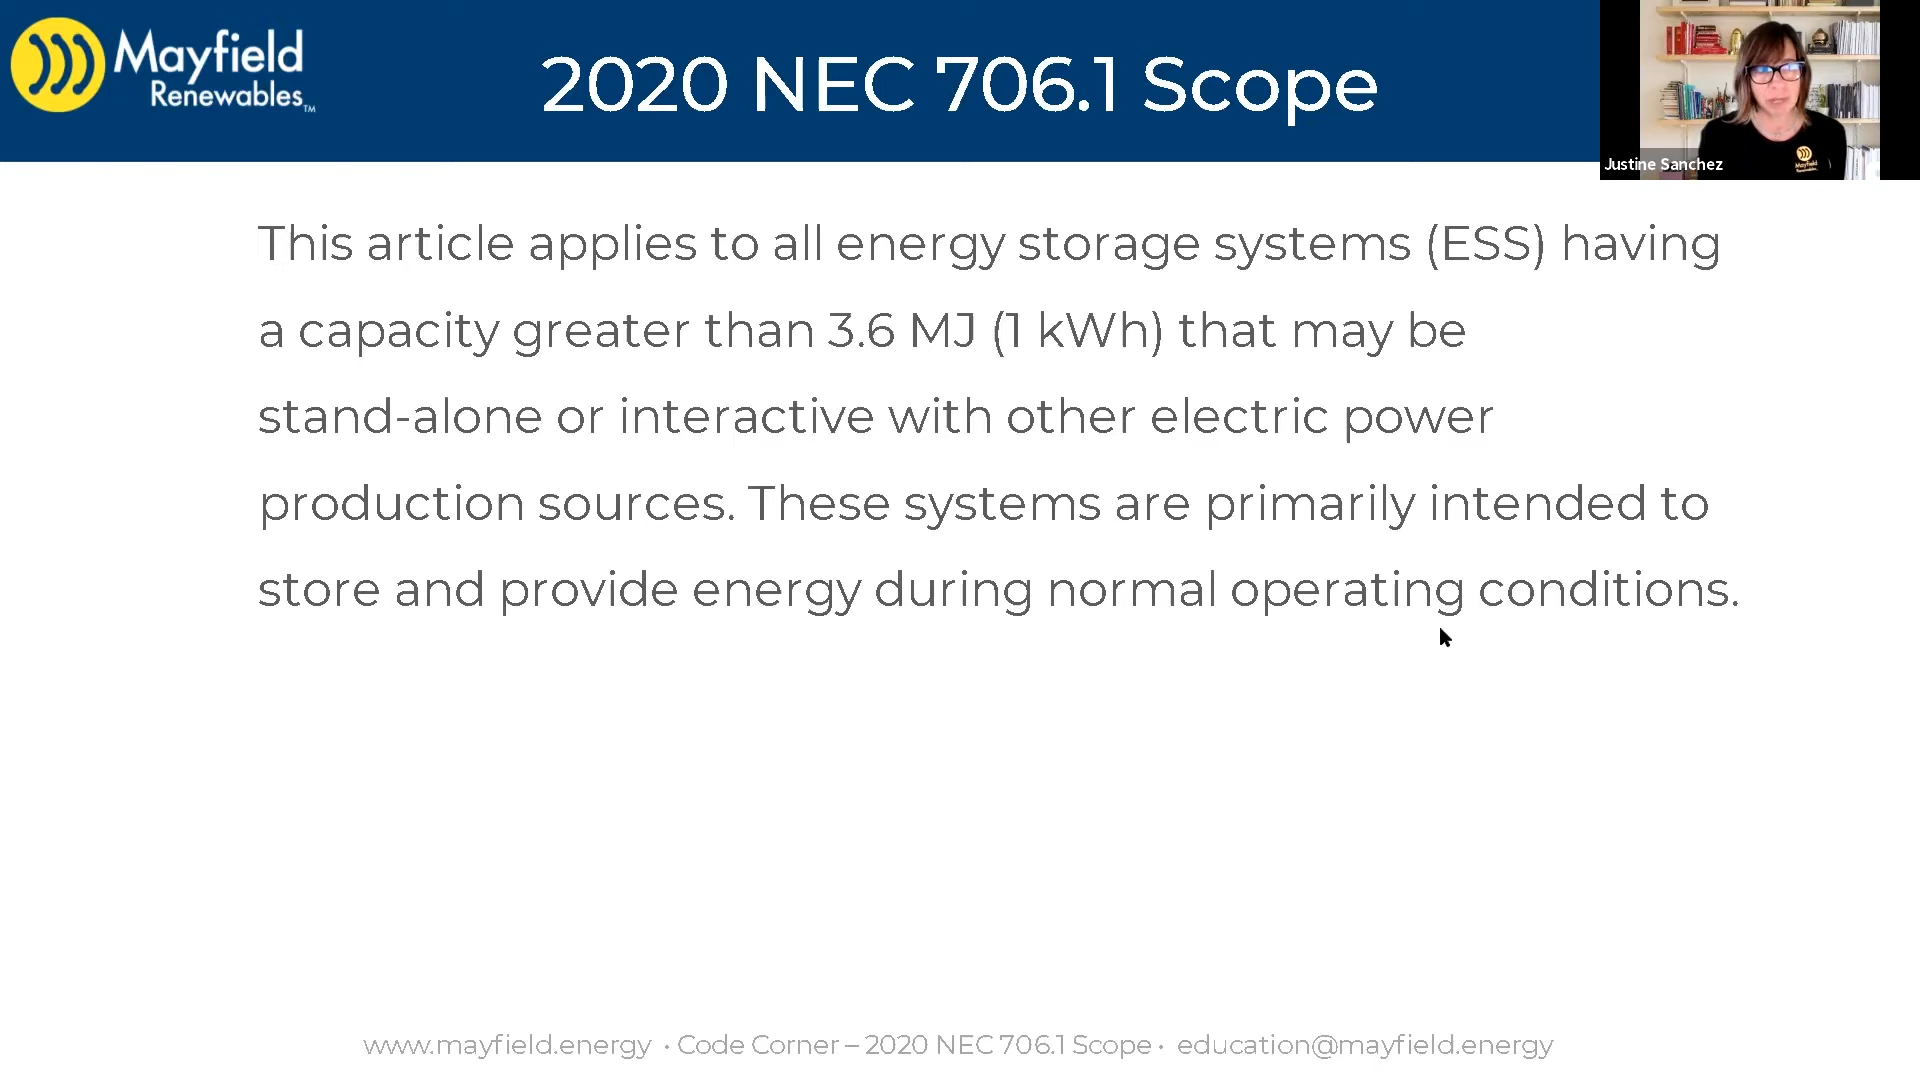 Mayfield
Renewables™
2020 NEC 706.1 Scope
Justine Sanchez
Mayfield
This article applies to all energy storage systems (ESS) having
a capacity greater than 3.6 MJ (1 kWh) that may be
stand-alone or interactive with other electric power
production sources. These systems are primarily intended to
store and provide energy during normal operating conditions.
www.mayfield.energy • Code Corner – 2020 NEC 706.1 Scope • education@mayfield.energy